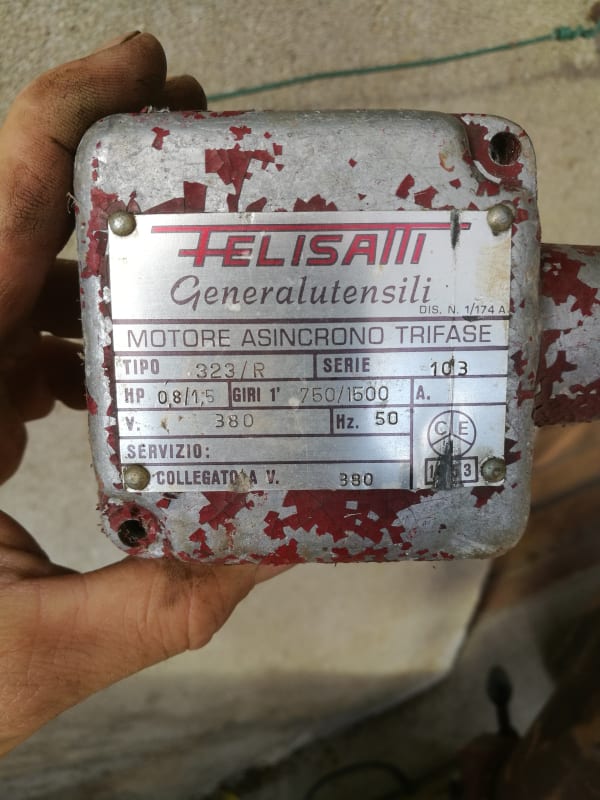 FELISATTI
Generalutensili
DIS. N. 1/174 A
MOTORE ASINCRONO TRIFASE
TIPO 323/R SERIE 103
HP 0,8/1,5 GIRI 1' 750/1500 A.
V. 380 Hz. 50
SERVIZIO:
COLLEGATO A V. 380
C E